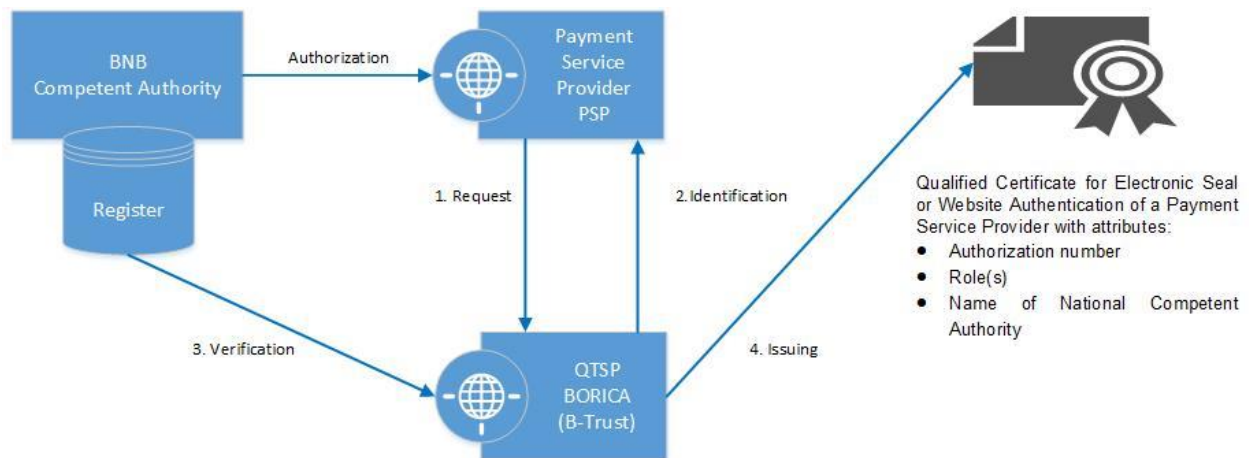 BNB
Competent Authority
Authorization
Payment
Service
Provider
PSP
Register
1. Request
2.Identification
3. Verification
QTSP
BORICA
(B-Trust)
4. Issuing
Qualified Certificate for Electronic Seal
or Website Authentication of a Payment
Service Provider with attributes:
● Authorization number
● Role(s)
● Name of National Competent
Authority